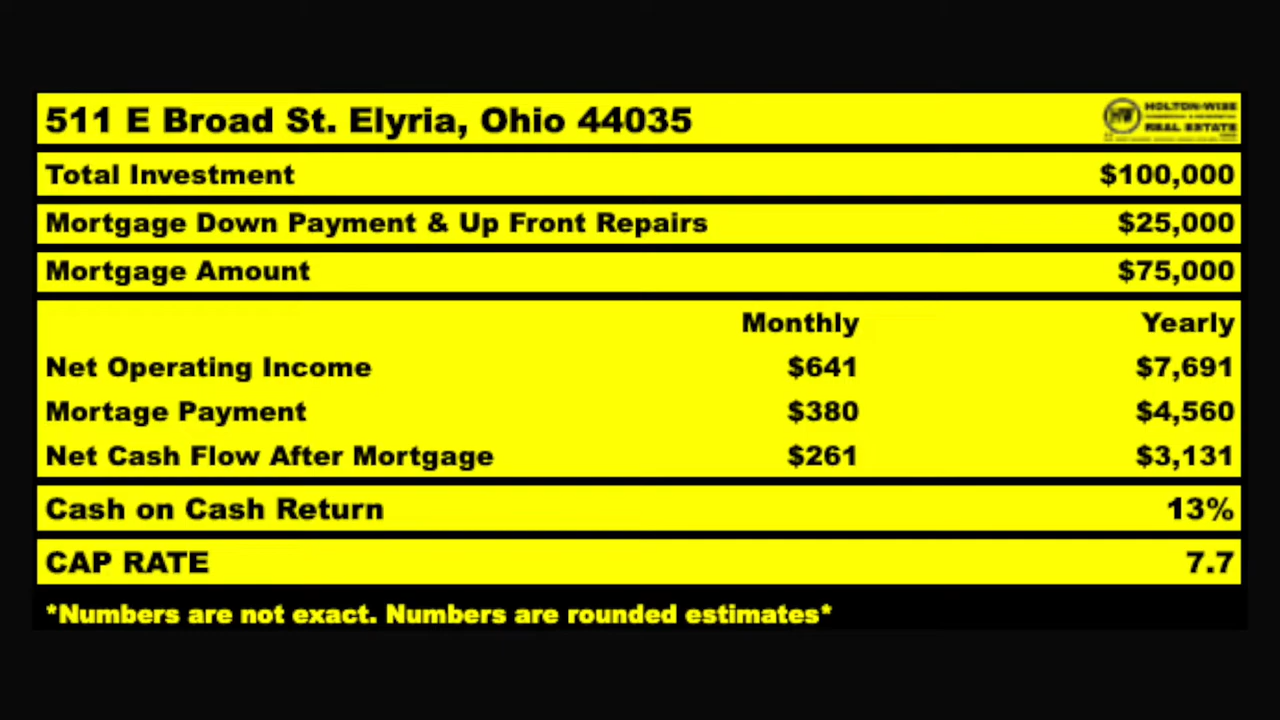 511 E Broad St. Elyria, Ohio 44035
HOLTON-WISE
REAL ESTATE
HW
Total Investment $100,000
Mortgage Down Payment & Up Front Repairs $25,000
Mortgage Amount $75,000
Monthly Yearly
Net Operating Income $641 $7,691
Mortage Payment $380 $4,560
Net Cash Flow After Mortgage $261 $3,131
Cash on Cash Return 13%
CAP RATE 7.7
*Numbers are not exact. Numbers are rounded estimates*